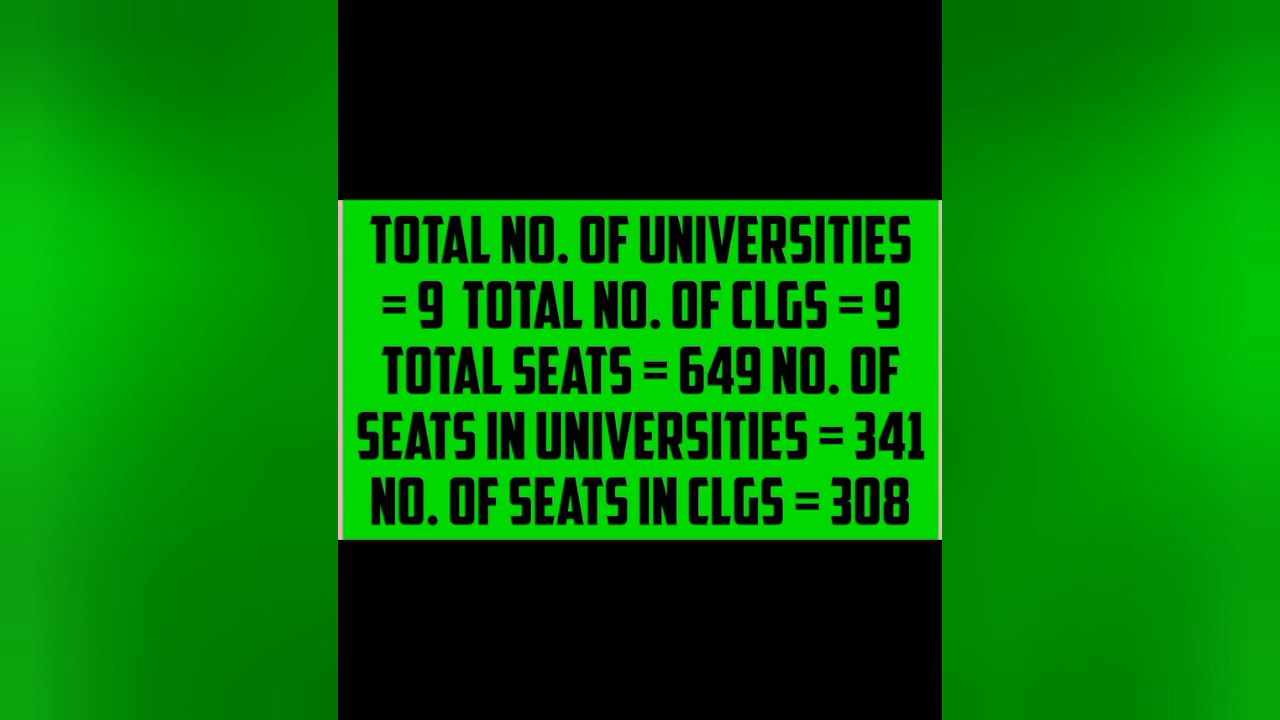 TOTAL NO. OF UNIVERSITIES
= 9 TOTAL NO. OF CLGS = 9
TOTAL SEATS = 649 NO. OF
SEATS IN UNIVERSITIES = 341
NO. OF SEATS IN CLGS = 308